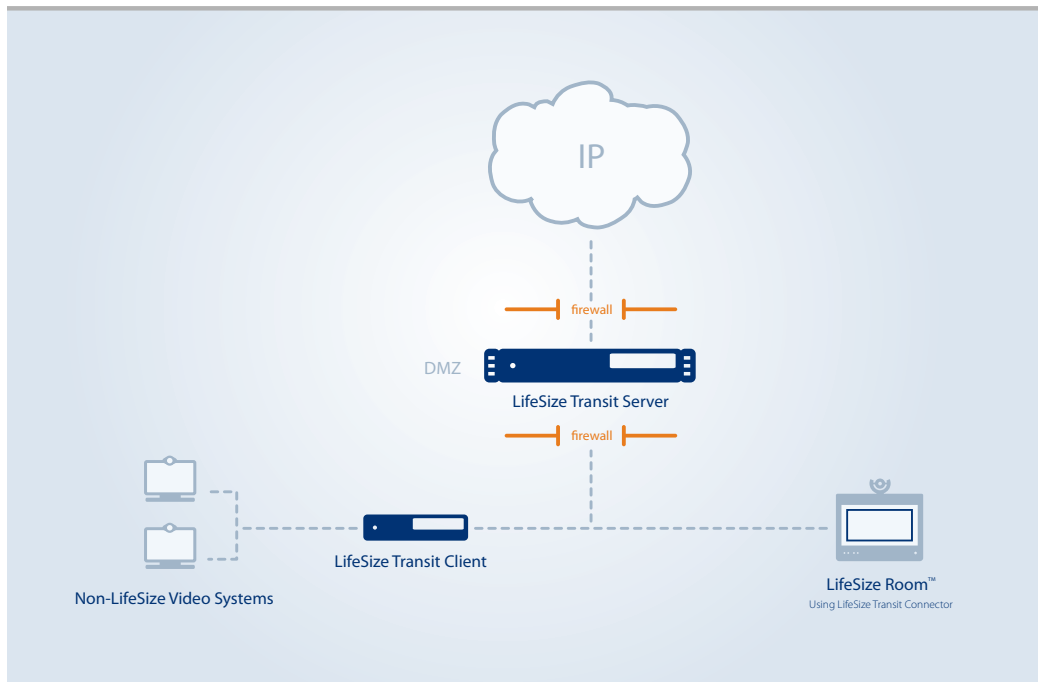 IP
firewall
DMZ
LifeSize Transit Server
firewall
LifeSize Transit Client
Non-LifeSize Video Systems
LifeSize Room™
Using LifeSize Transit Connector